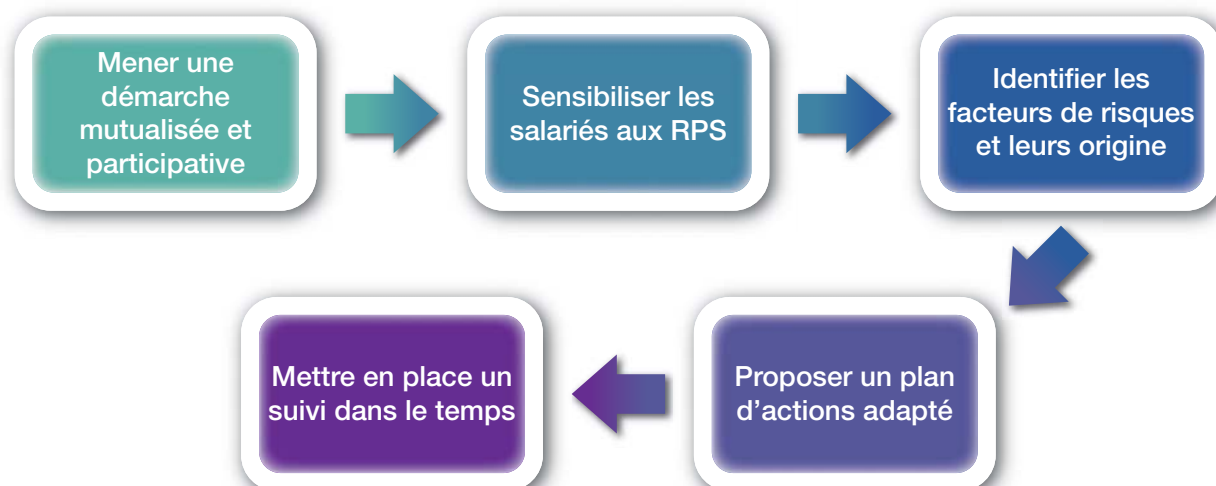 Mener une
démarche
mutualisée et
participative
Sensibiliser les
salariés aux RPS
Identifier les
facteurs de risques
et leurs origine
Proposer un plan
d’actions adapté
Mettre en place un
suivi dans le temps